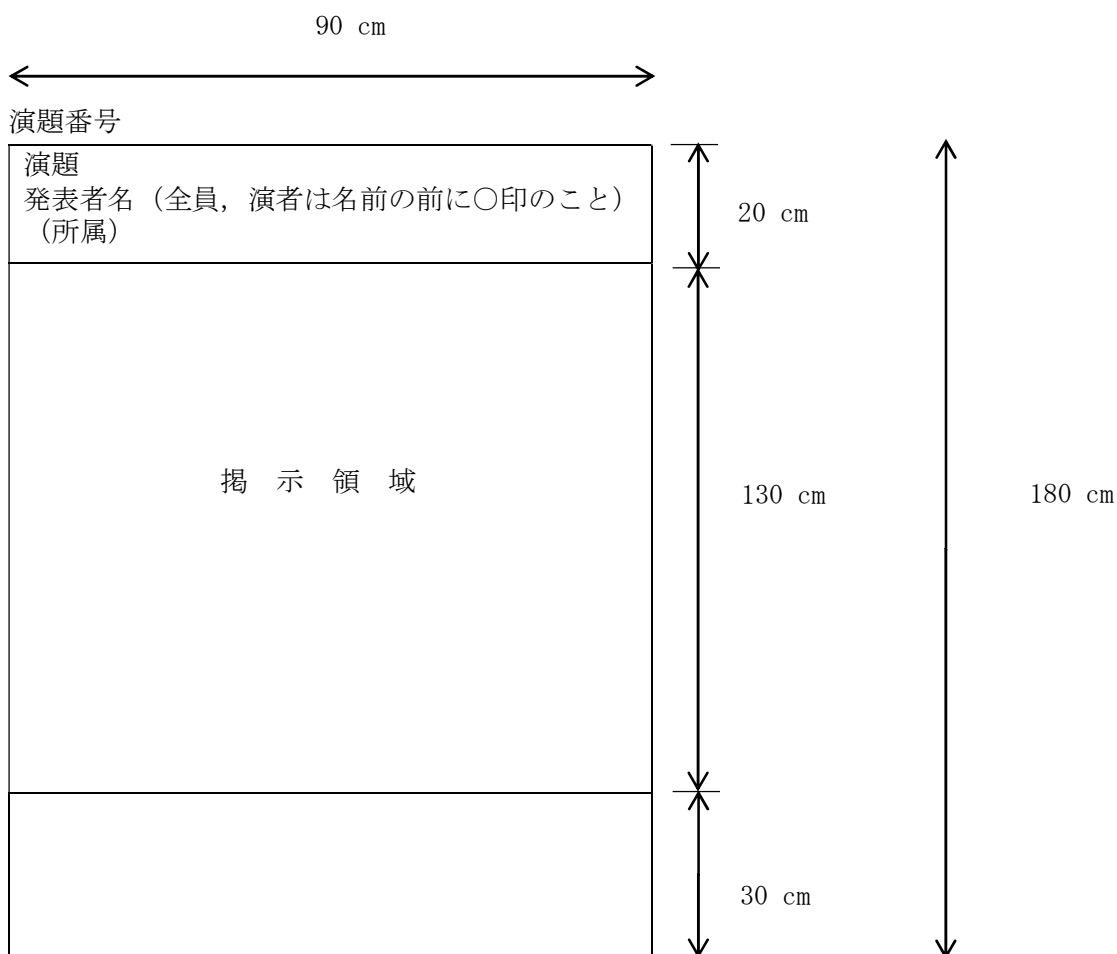 90 cm
演題番号
演題
発表者名（全員，演者は名前の前に○印のこと）
（所属）
20 cm
掲 示 領 域
130 cm
180 cm
30 cm